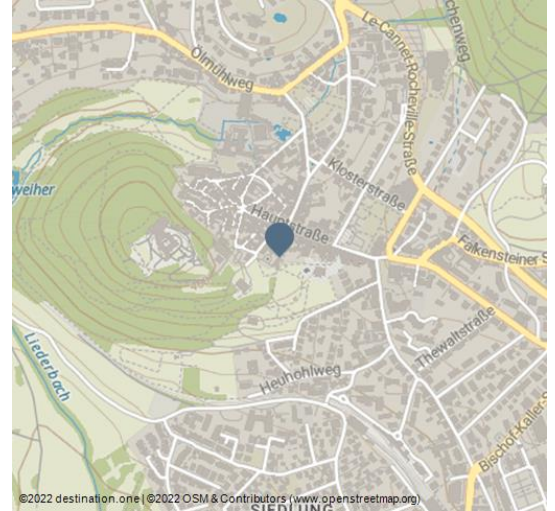 Le-Cannet-Rocheville-Straße
chenweg
Ölmühlweg
Klosterstraße
weiher
Hauptstraße
Falkensteiner S
Liederbach
Thewaltstraße
Heuhohlweg
Bischof-Kaller-S
SIEDLUNG
©2022 destination.one | ©2022 OSM & Contributors (www.openstreetmap.org)